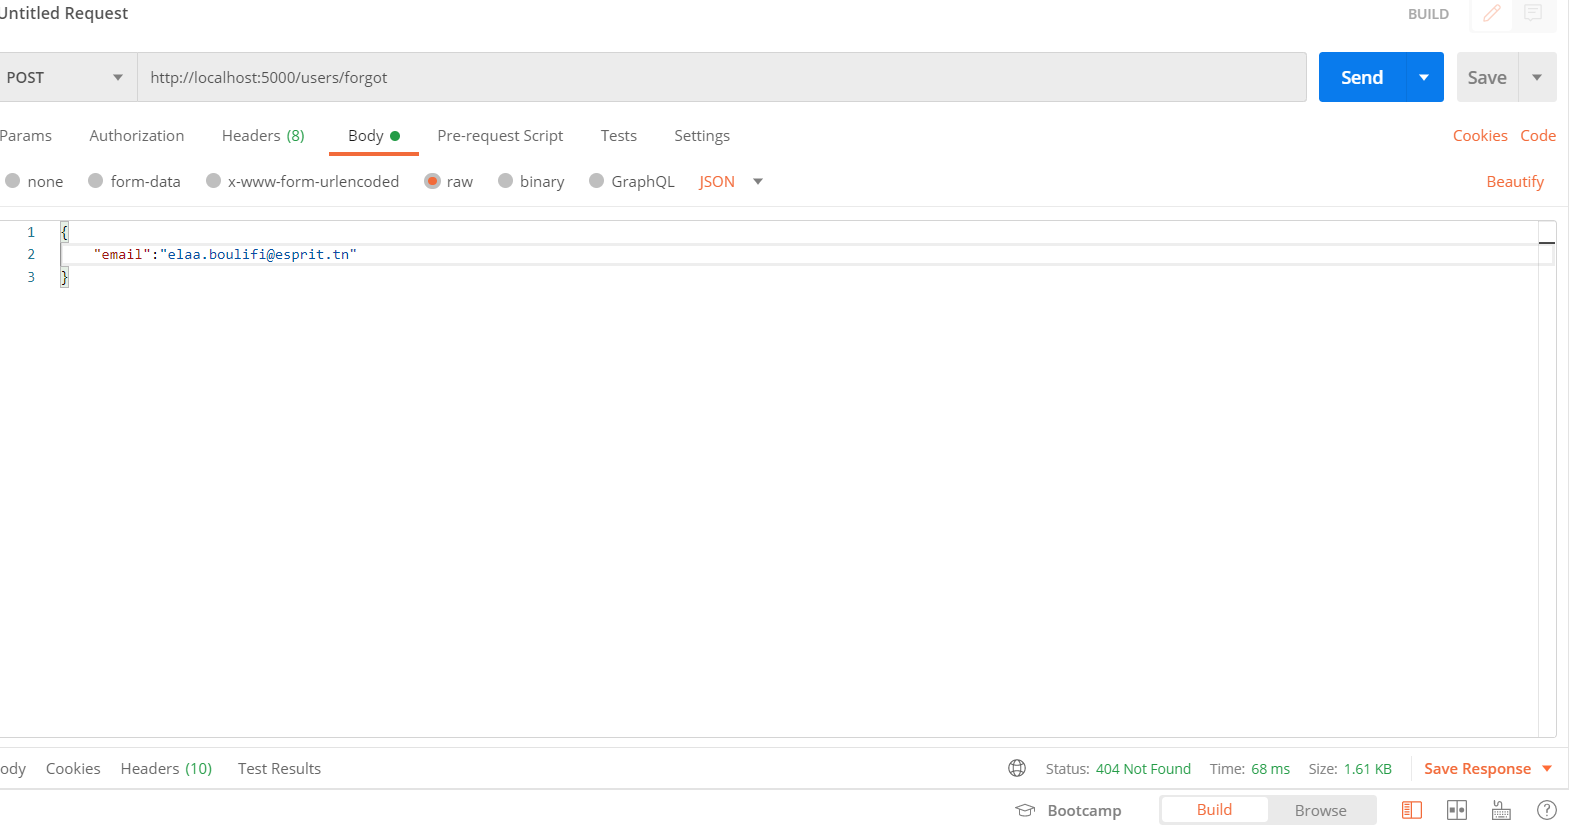 Untitled Request
BUILD
POST
http://localhost:5000/users/forgot
Send
Save
Params Authorization Headers (8) Body Pre-request Script Tests Settings Cookies Code
none form-data x-www-form-urlencoded raw binary GraphQL JSON Beautify
1 {
2 "email":"elaa.boulifi@esprit.tn"
3 }
ody Cookies Headers (10) Test Results Status: 404 Not Found Time: 68 ms Size: 1.61 KB Save Response
Bootcamp Build Browse ?